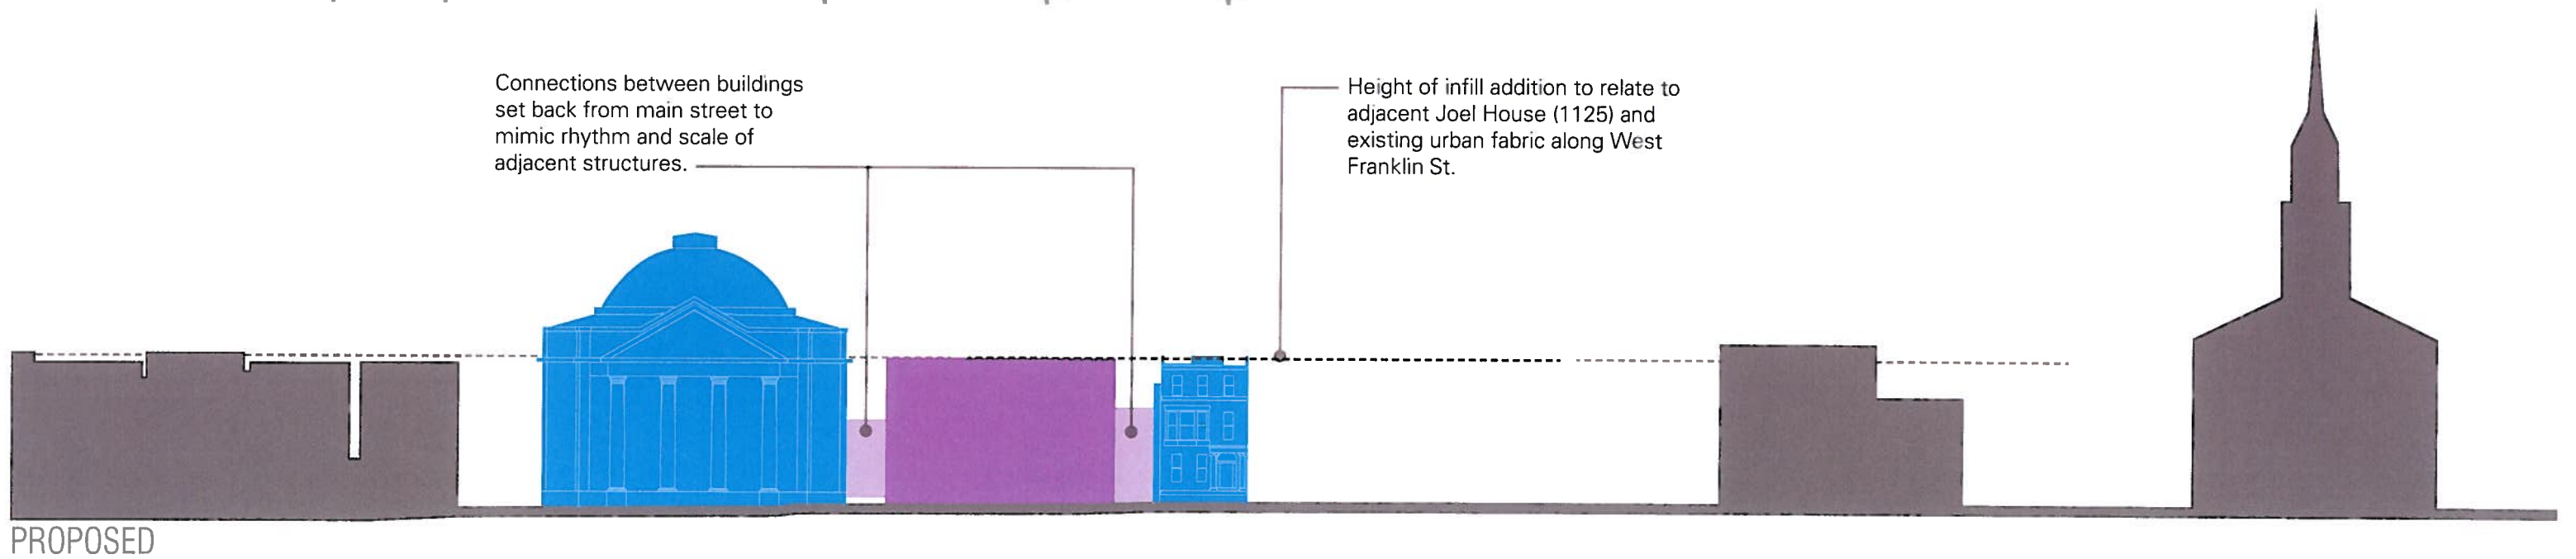 Connections between buildings
set back from main street to
mimic rhythm and scale of
adjacent structures.
Height of infill addition to relate to
adjacent Joel House (1125) and
existing urban fabric along West
Franklin St.
PROPOSED